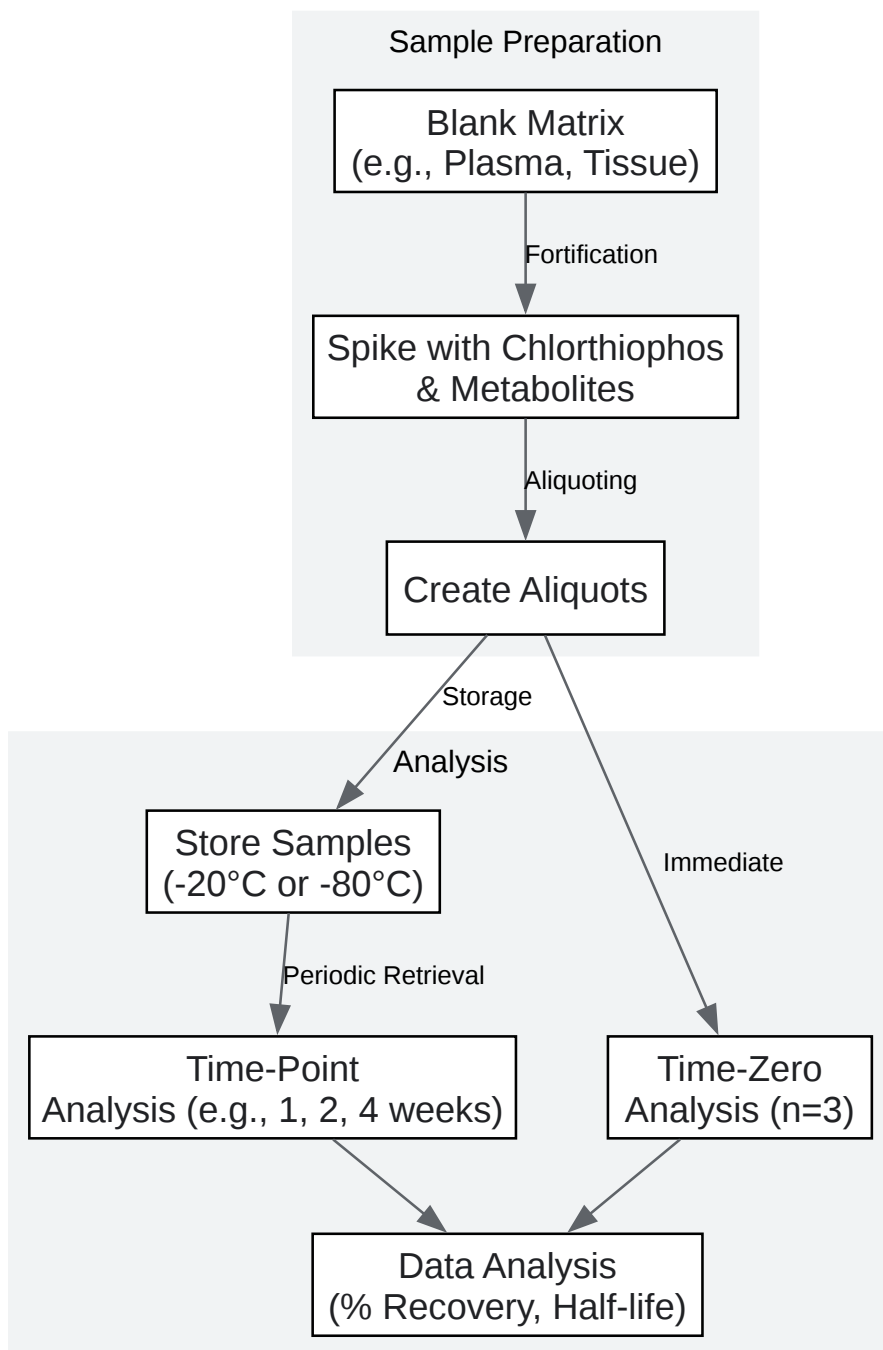 Sample Preparation
Blank Matrix
(e.g., Plasma, Tissue)
Fortification
Spike with Chlorthiophos
& Metabolites
Aliquoting
Create Aliquots
Storage
Analysis
Store Samples
(-20°C or -80°C)
Immediate
Periodic Retrieval
Time-Point
Analysis (e.g., 1, 2, 4 weeks)
Time-Zero
Analysis (n=3)
Data Analysis
(% Recovery, Half-life)